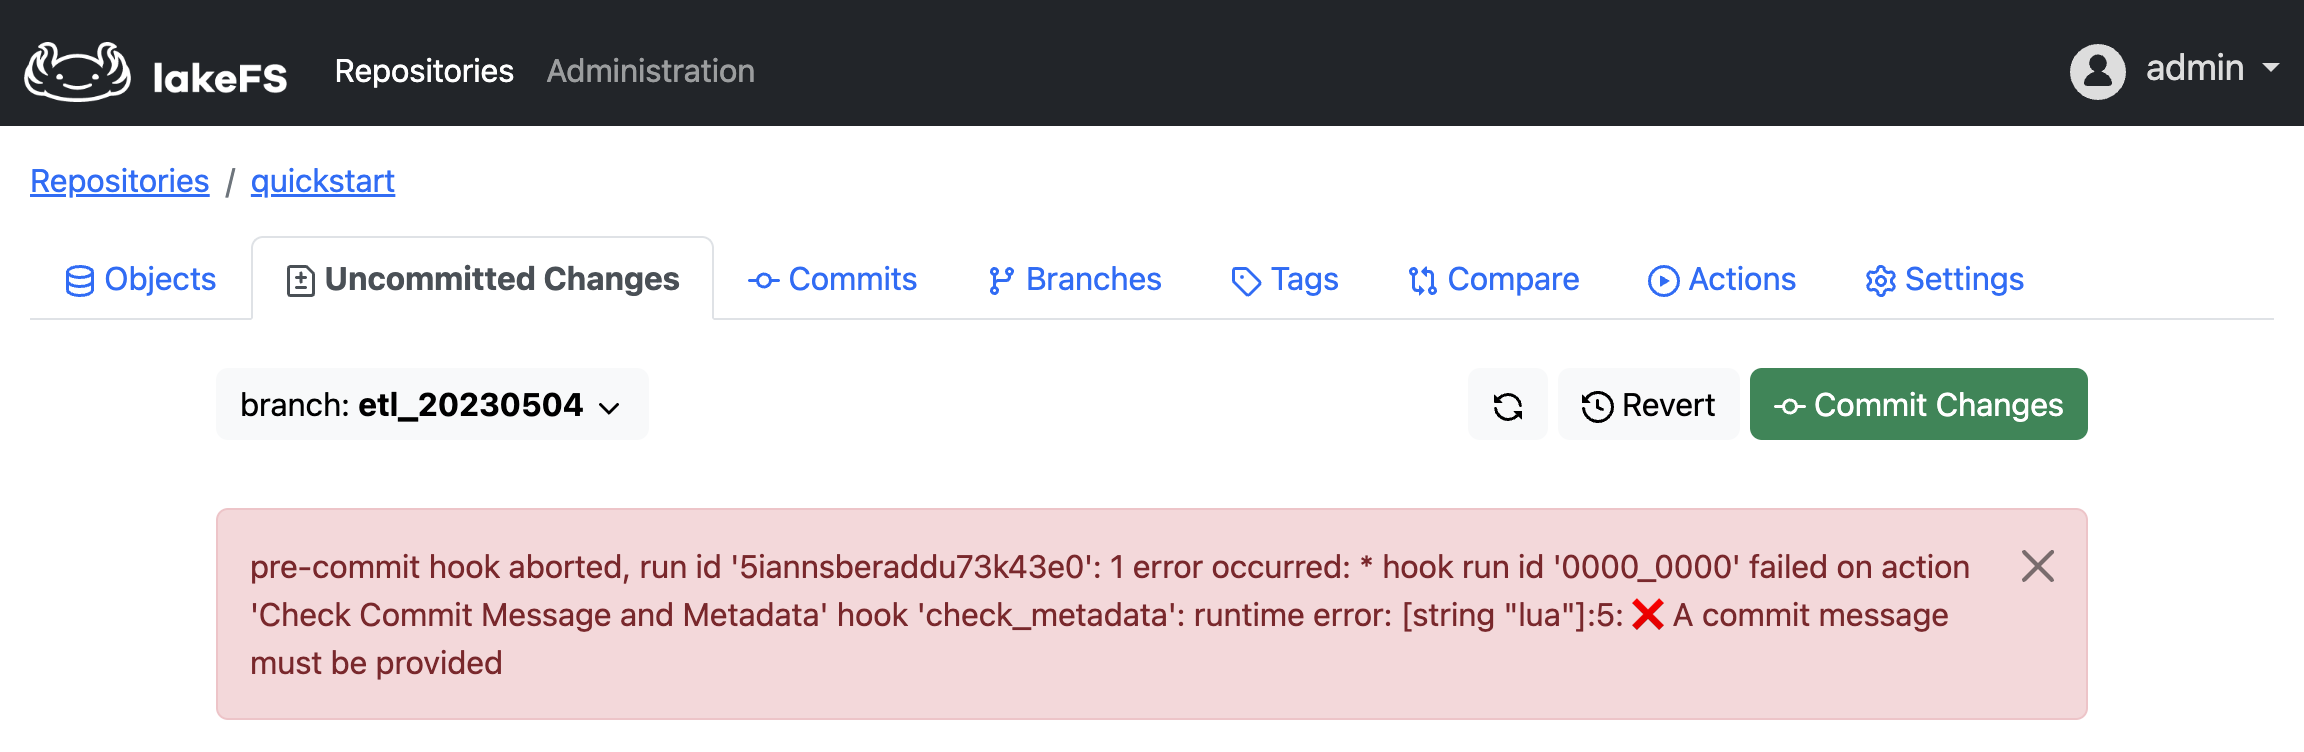 lakeFS Repositories Administration admin
Repositories / quickstart
Objects Uncommitted Changes Commits Branches Tags Compare Actions Settings
branch: etl_20230504 Revert Commit Changes
pre-commit hook aborted, run id '5iannsberaddu73k43e0': 1 error occurred: * hook run id '0000_0000' failed on action
'Check Commit Message and Metadata' hook 'check_metadata': runtime error: [string "lua"]:5: ❌ A commit message
must be provided